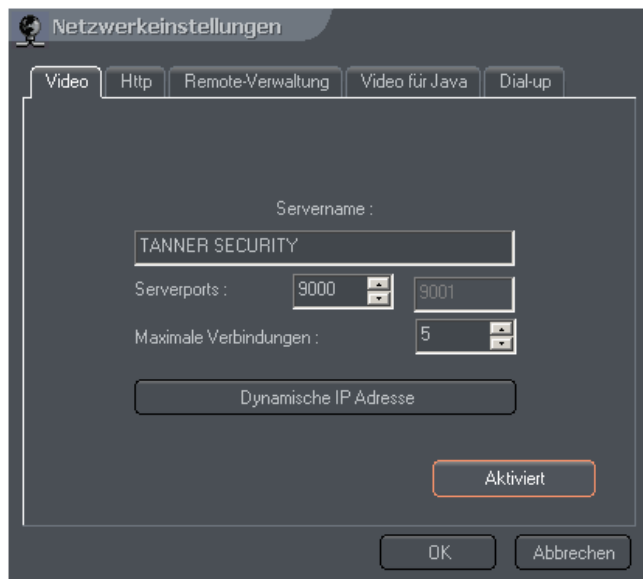 Netzwerkeinstellungen
Video Http Remote-Verwaltung Video für Java Dial-up
Servername :
TANNER SECURITY
Serverports : 9000 9001
Maximale Verbindungen : 5
Dynamische IP Adresse
Aktiviert
OK Abbrechen